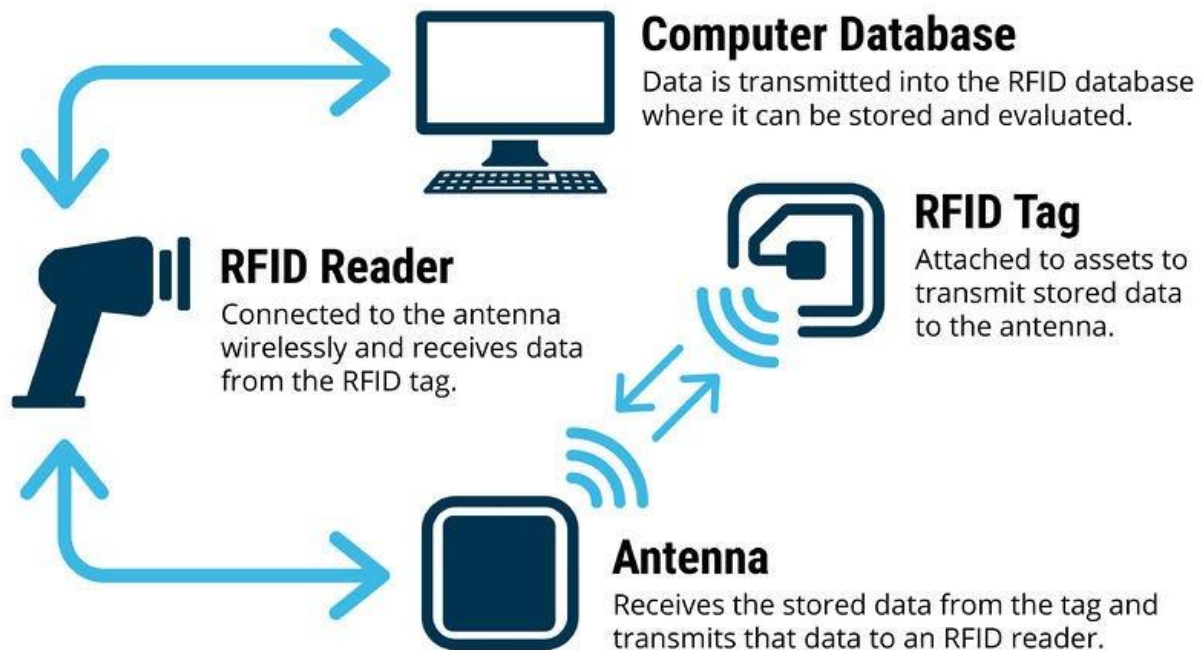 Computer Database
Data is transmitted into the RFID database
where it can be stored and evaluated.
RFID Tag
Attached to assets to
transmit stored data
to the antenna.
RFID Reader
Connected to the antenna
wirelessly and receives data
from the RFID tag.
Antenna
Receives the stored data from the tag and
transmits that data to an RFID reader.